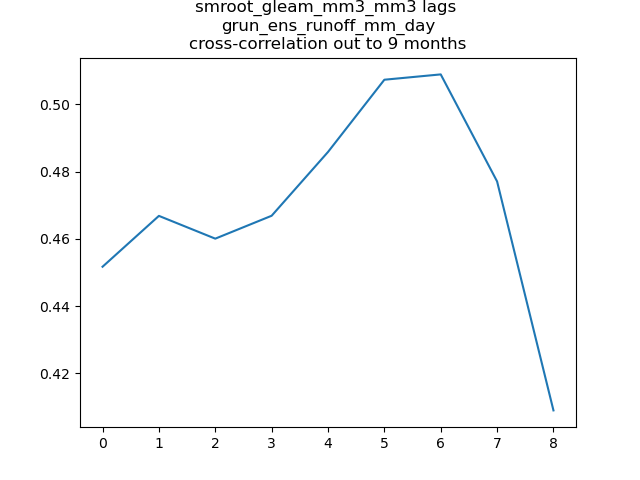 smroot_gleam_mm3_mm3 lags
grun_ens_runoff_mm_day
cross-correlation out to 9 months
0.50
0.48
0.46
0.44
0.42
0 1 2 3 4 5 6 7 8